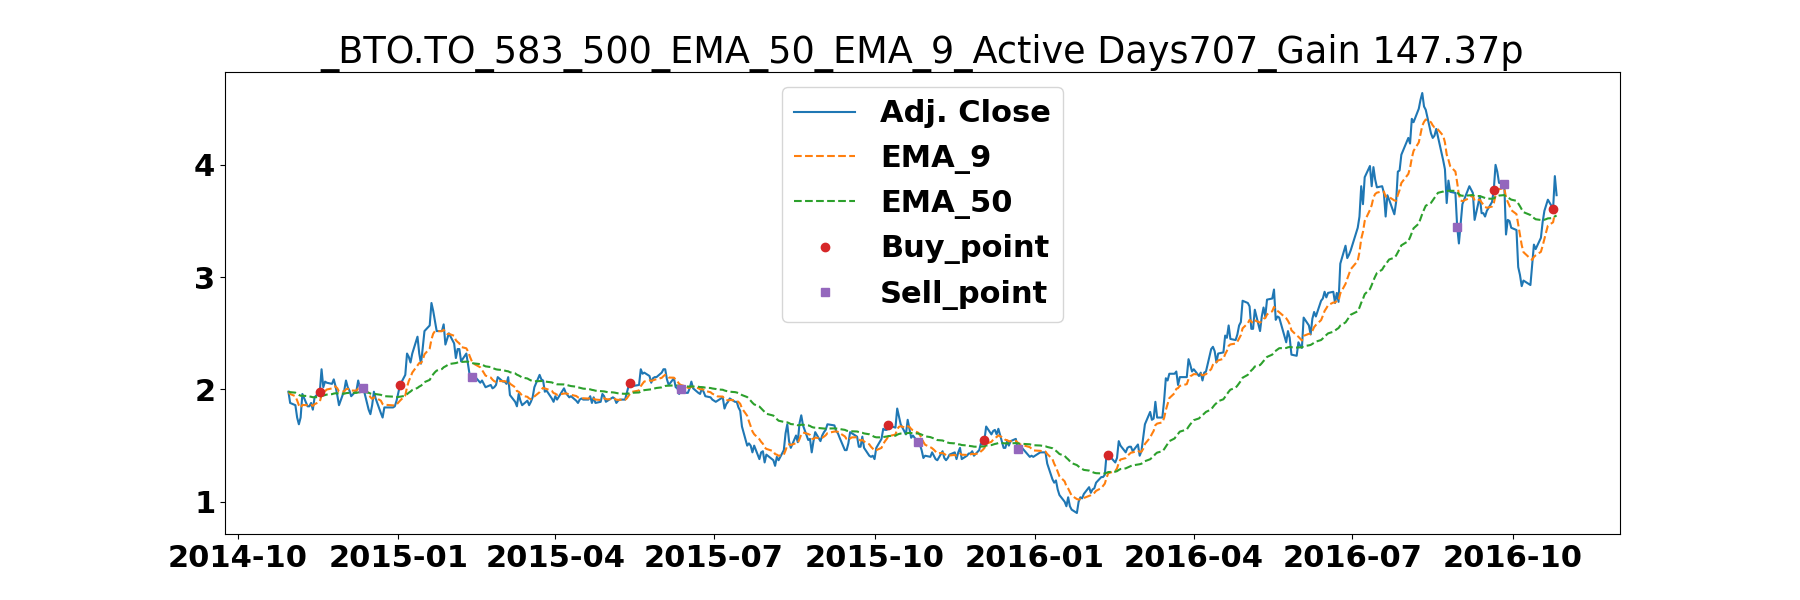 _BTO.TO_583_500_EMA_50_EMA_9_Active Days707_Gain 147.37p
Adj. Close
EMA_9
EMA_50
Buy_point
Sell_point
4
3
2
1
2014-10 2015-01 2015-04 2015-07 2015-10 2016-01 2016-04 2016-07 2016-10